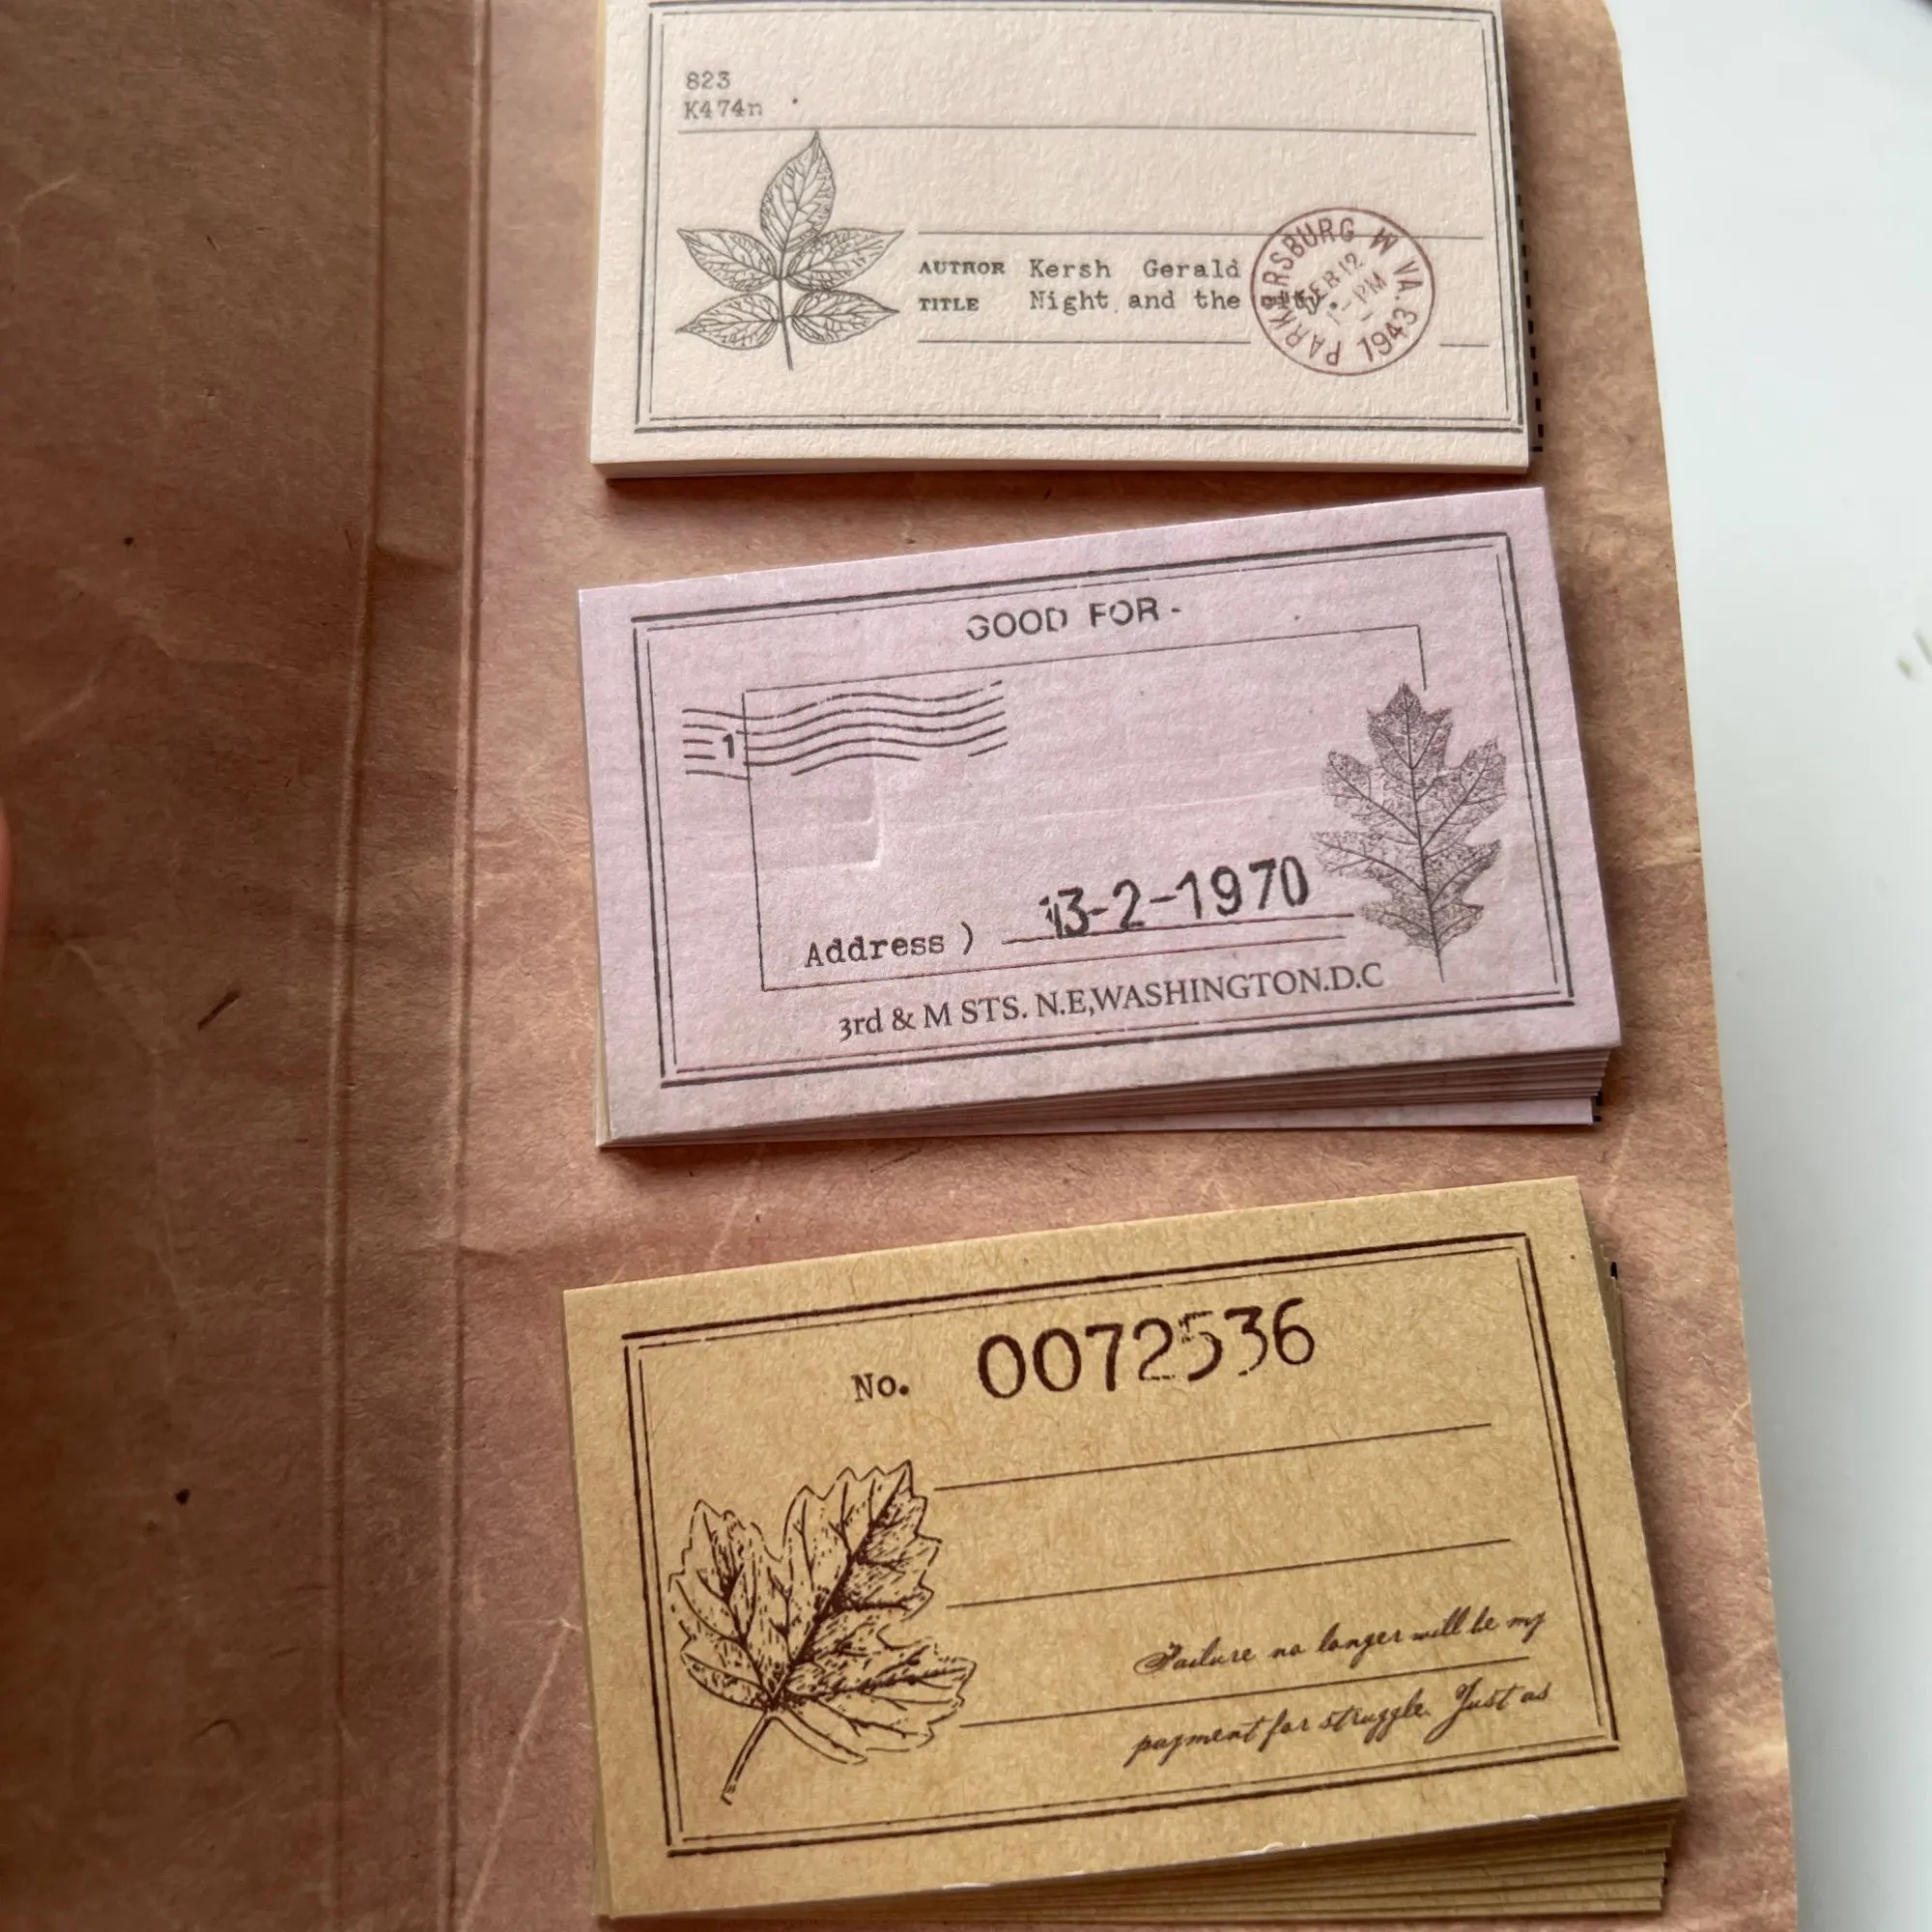 823
K474n
AUTHOR Kersh Gerald
TITLE Night and the
PARKERSBURG W VA.
FEB 12
PM
1943
GOOD FOR-
1
13-2-1970
Address )
3rd & M STS. N.E,WASHINGTON.D.C
No. 0072536
Failure no longer will be my
payment for struggle. Just as